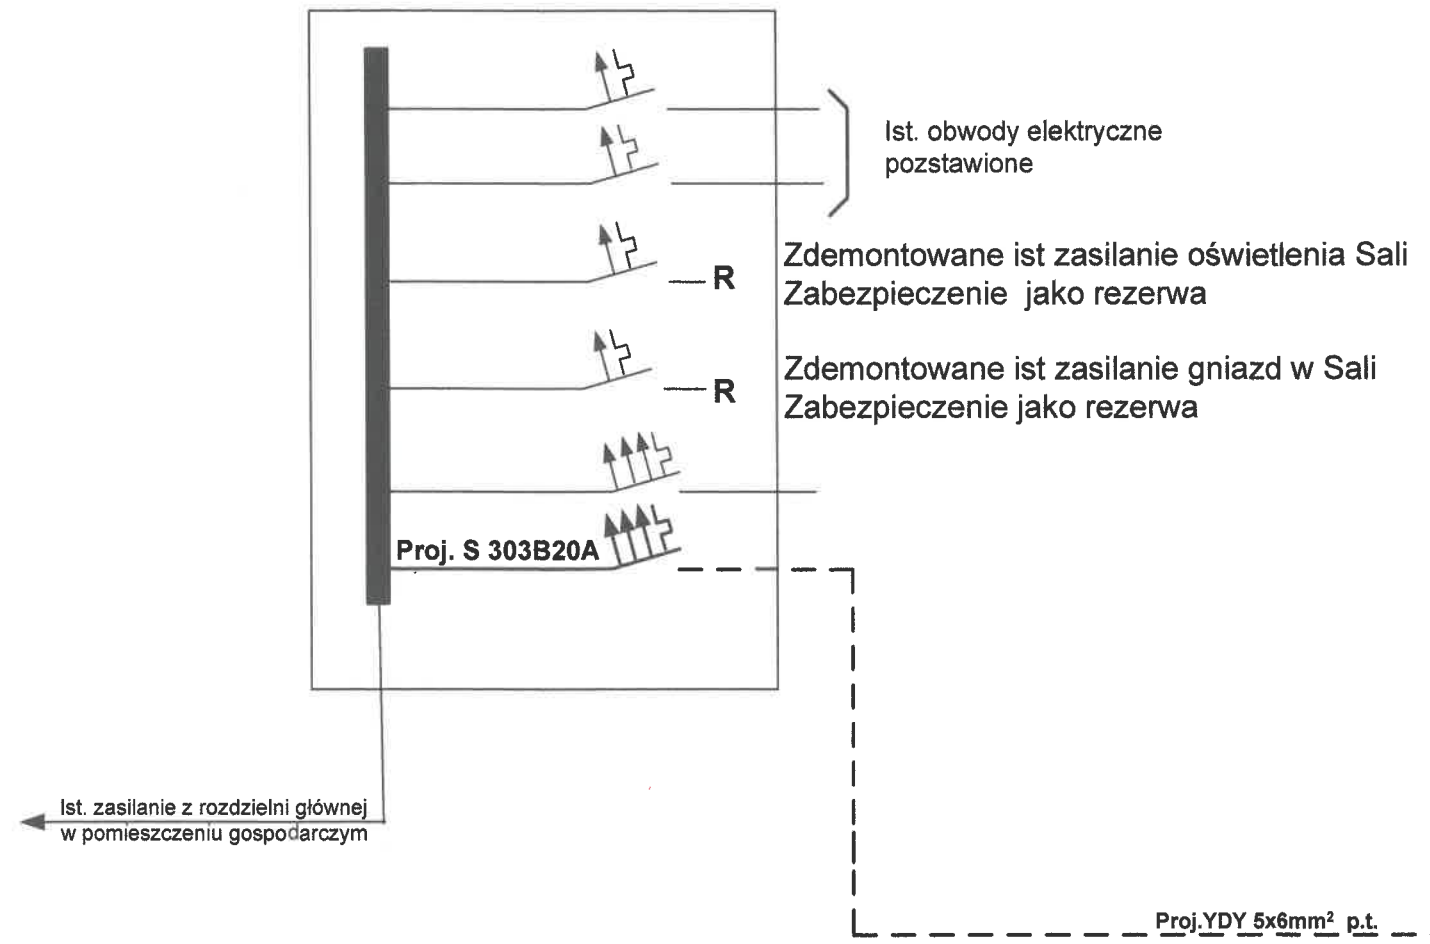 Ist. obwody elektryczne
pozstawione
Zdemontowane ist zasilanie oświetlenia Sali
Zabezpieczenie jako rezerwa
R
Zdemontowane ist zasilanie gniazd w Sali
Zabezpieczenie jako rezerwa
R
Proj. S 303B20A
Ist. zasilanie z rozdzielni głównej
w pomieszczeniu gospodarczym
Proj.YDY 5x6mm² p.t.